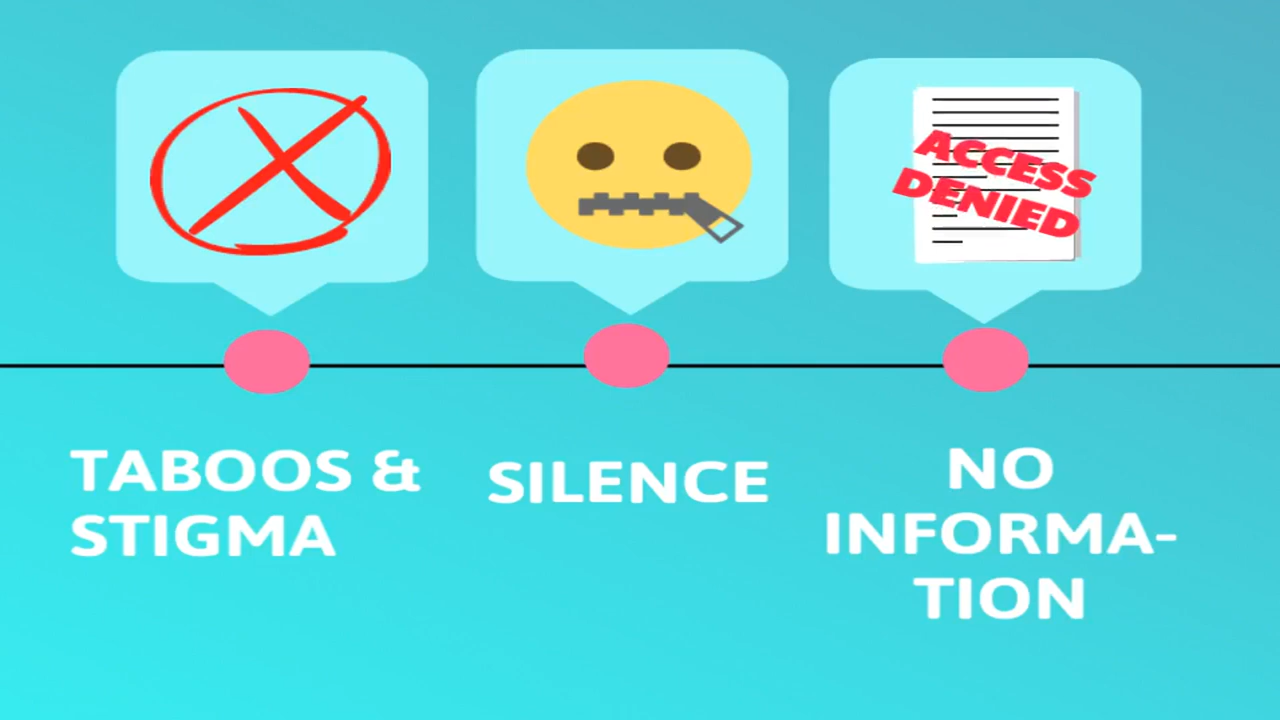 ACCESS
DENIED
TABOOS &
STIGMA
SILENCE
NO
INFORMA-
TION